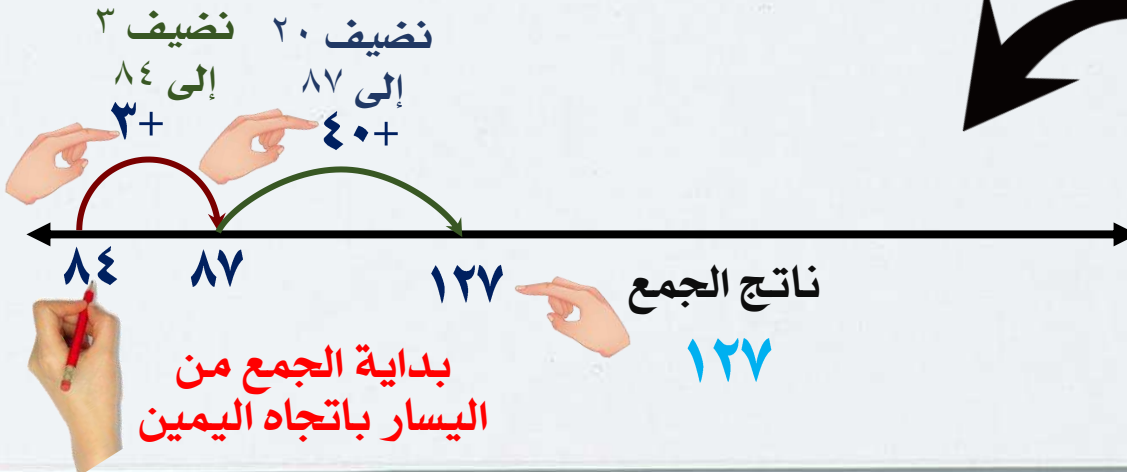 نضيف ٣
إلى ٨٤
+٣
نضيف ٢٠
إلى ٨٧
+٤٠
٨٤
٨٧
١٢٧
ناتج الجمع
١٢٧
بداية الجمع من
اليسار باتجاه اليمين